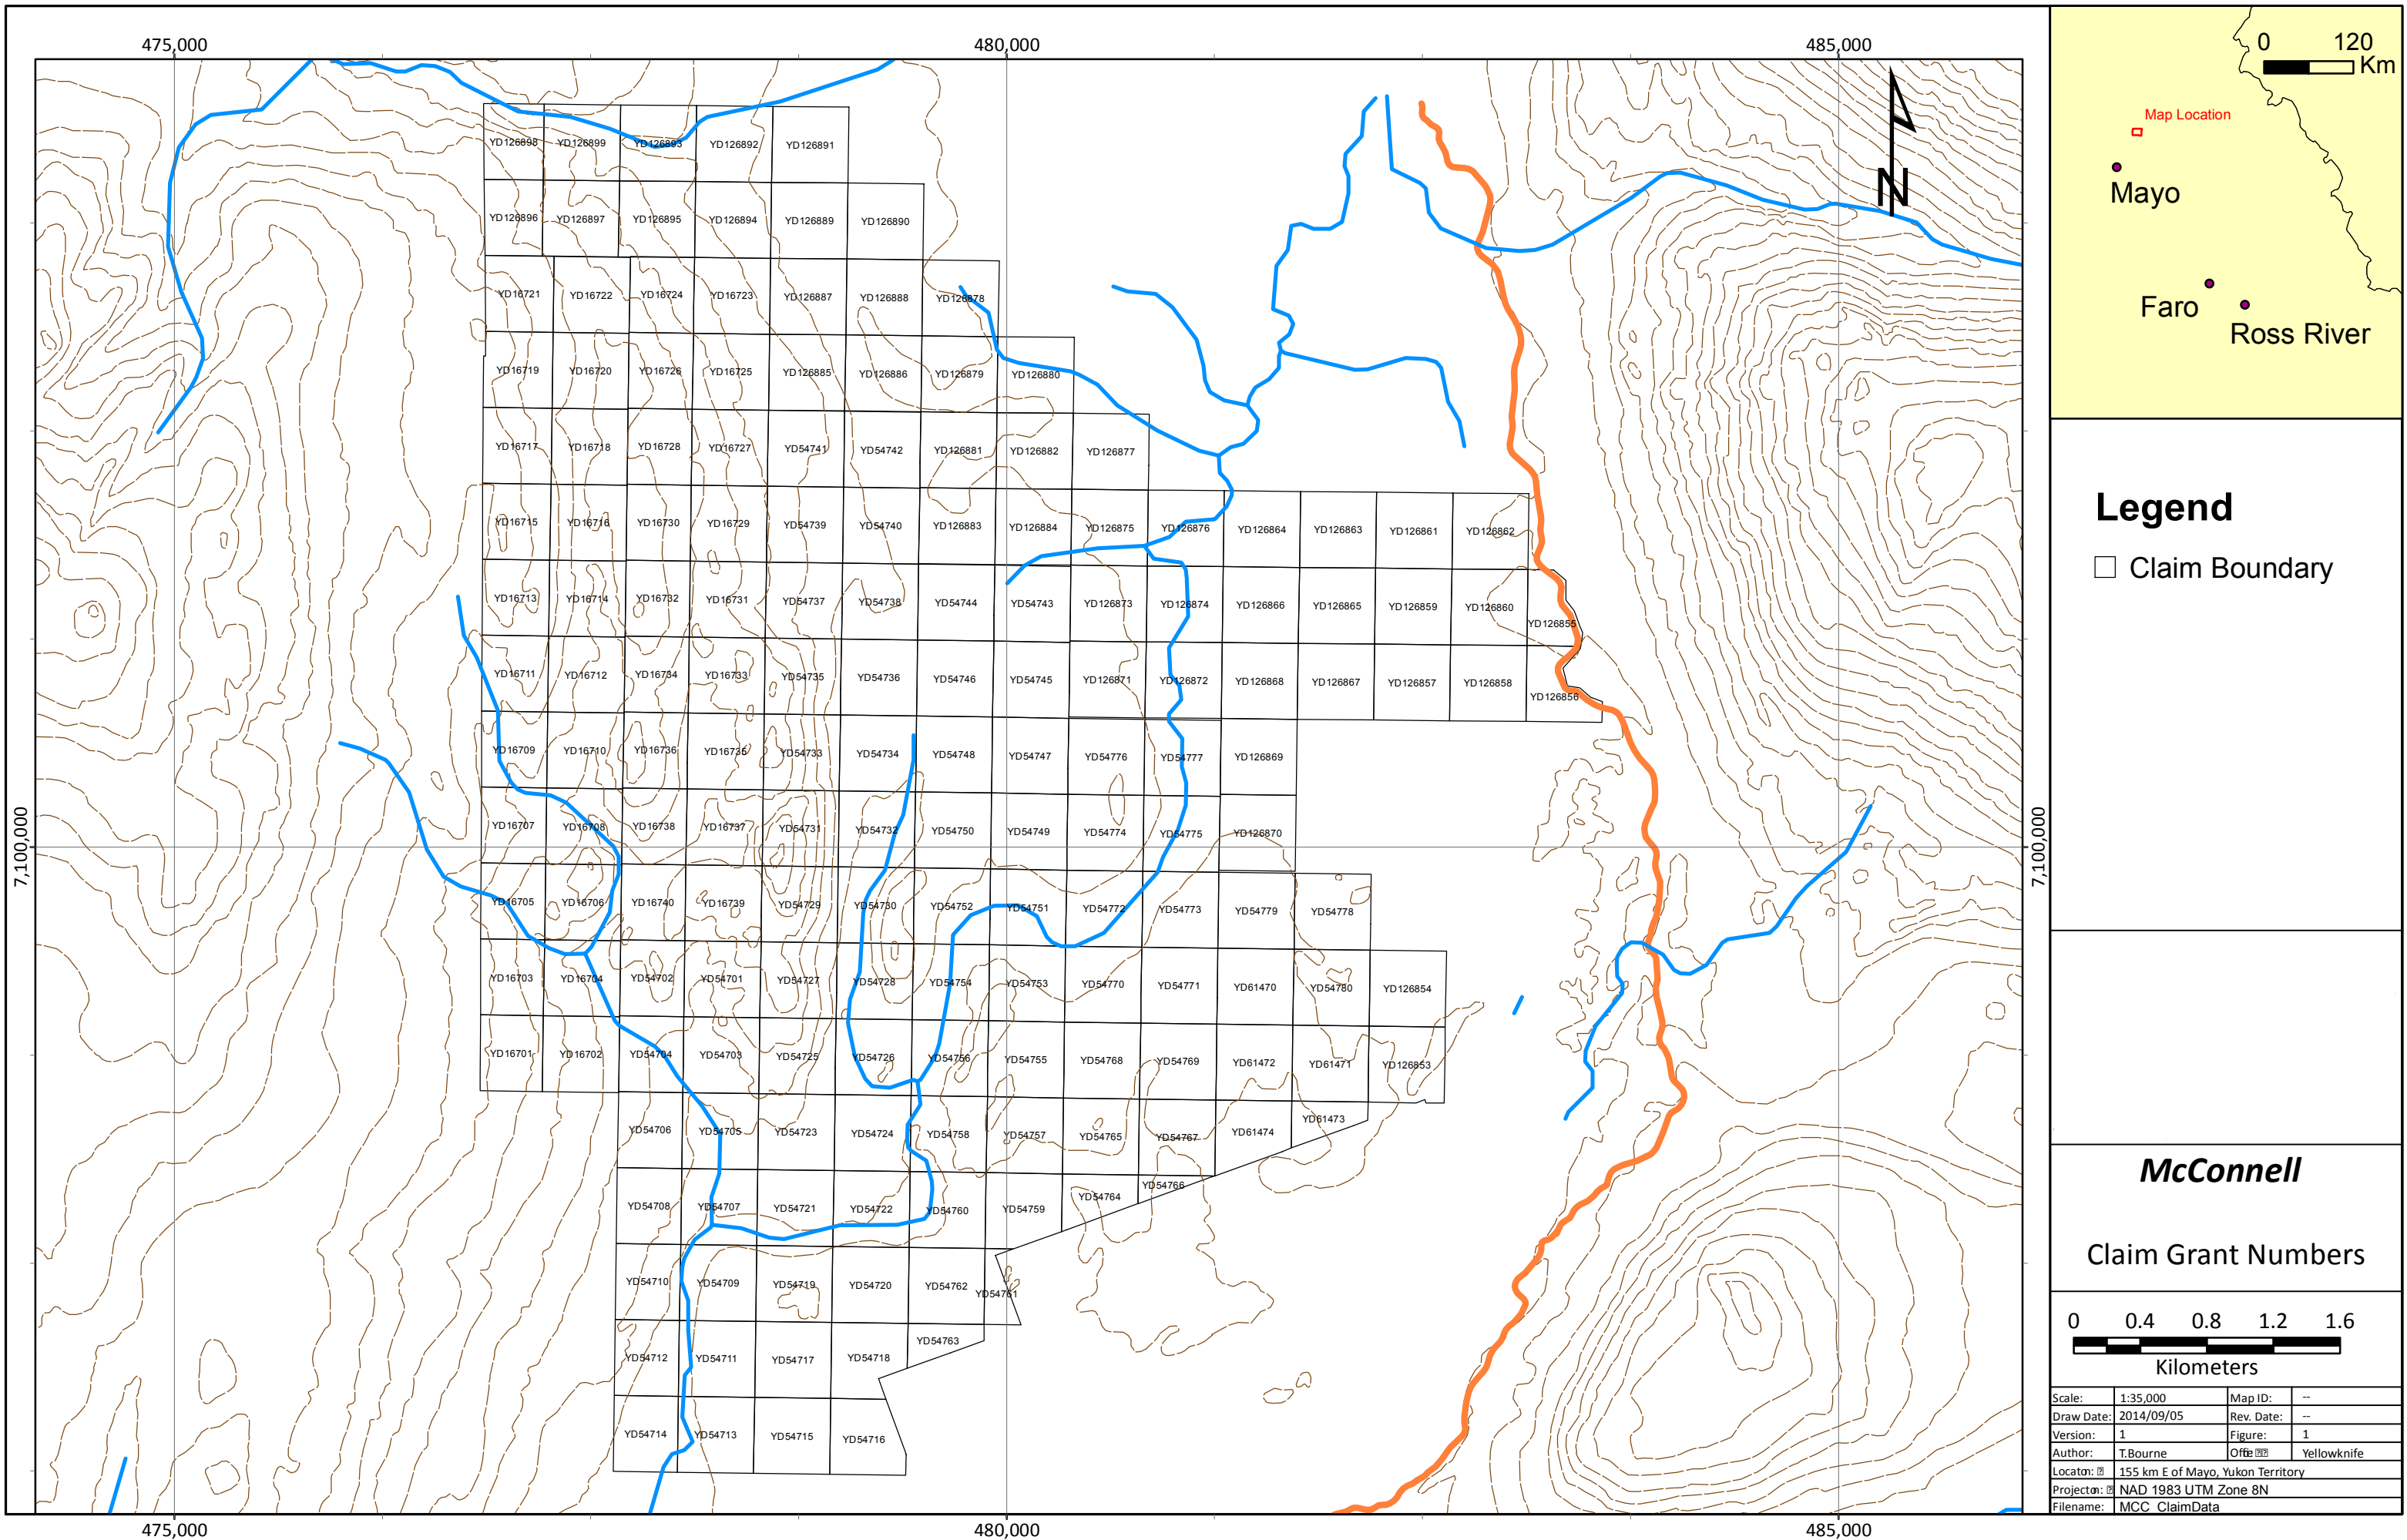 475,000 480,000 485,000
YD126898 YD126899 YD126893 YD126892 YD126891
YD126896 YD126897 YD126895 YD126894 YD126889 YD126890
YD16721 YD16722 YD16724 YD16723 YD126887 YD126888 YD126878
YD16719 YD16720 YD16726 YD16725 YD126885 YD126886 YD126879 YD126880
YD16717 YD16718 YD16728 YD16727 YD54741 YD54742 YD126881 YD126882 YD126877
YD16715 YD16716 YD16730 YD16729 YD54739 YD54740 YD126883 YD126884 YD126875 YD126876 YD126864 YD126863 YD126861 YD126862
YD16713 YD16714 YD16732 YD16731 YD54737 YD54738 YD54744 YD54743 YD126873 YD126874 YD126866 YD126865 YD126859 YD126860
YD126855
YD16711 YD16712 YD16734 YD16733 YD54735 YD54736 YD54746 YD54745 YD126871 YD126872 YD126868 YD126867 YD126857 YD126858
YD126856
YD16709 YD16710 YD16736 YD16735 YD54733 YD54734 YD54748 YD54747 YD54776 YD54777 YD126869
YD16707 YD16708 YD16738 YD16737 YD54731 YD54732 YD54750 YD54749 YD54774 YD54775 YD126870
7,100,000 7,100,000
YD16705 YD16706 YD16740 YD16739 YD54729 YD54730 YD54752 YD54751 YD54772 YD54773 YD54779 YD54778
YD16703 YD16704 YD54702 YD54701 YD54727 YD54728 YD54754 YD54753 YD54770 YD54771 YD61470 YD54780 YD126854
YD16701 YD16702 YD54704 YD54703 YD54725 YD54726 YD54756 YD54755 YD54768 YD54769 YD61472 YD61471 YD126853
YD61473
YD54706 YD54705 YD54723 YD54724 YD54758 YD54757 YD54765 YD54767 YD61474
YD54766
YD54708 YD54707 YD54721 YD54722 YD54760 YD54759 YD54764
YD54710 YD54709 YD54719 YD54720 YD54762 YD54761
YD54763
YD54712 YD54711 YD54717 YD54718
YD54714 YD54713 YD54715 YD54716
475,000 480,000 485,000
N
0 120
Km
Map Location
Mayo
Faro
Ross River
Legend
Claim Boundary
McConnell
Claim Grant Numbers
0 0.4 0.8 1.2 1.6
Kilometers
Scale: 1:35,000 Map ID: --
Draw Date: 2014/09/05 Rev. Date: --
Version: 1 Figure: 1
Author: T.Bourne Yellowknife
155 km E of Mayo, Yukon Territory
NAD 1983 UTM Zone 8N
Filename: MCC_ClaimData